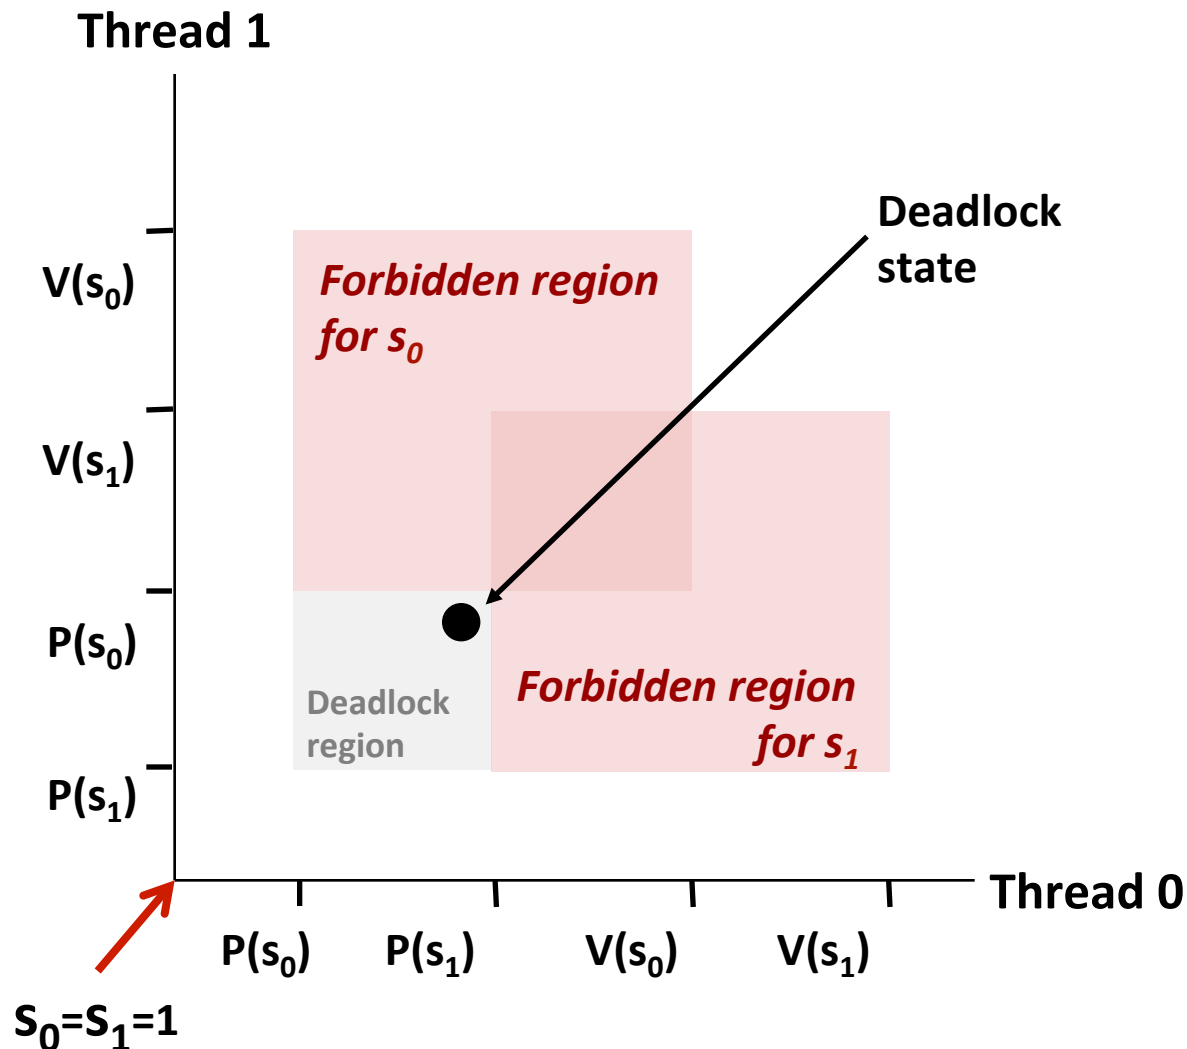 Thread 1
Deadlock
state
Forbidden region
for s₀
V(s₀)
V(s₁)
P(s₀)
P(s₁)
Deadlock
region
Forbidden region
for s₁
Thread 0
P(s₀)
P(s₁)
V(s₀)
V(s₁)
s₀=s₁=1